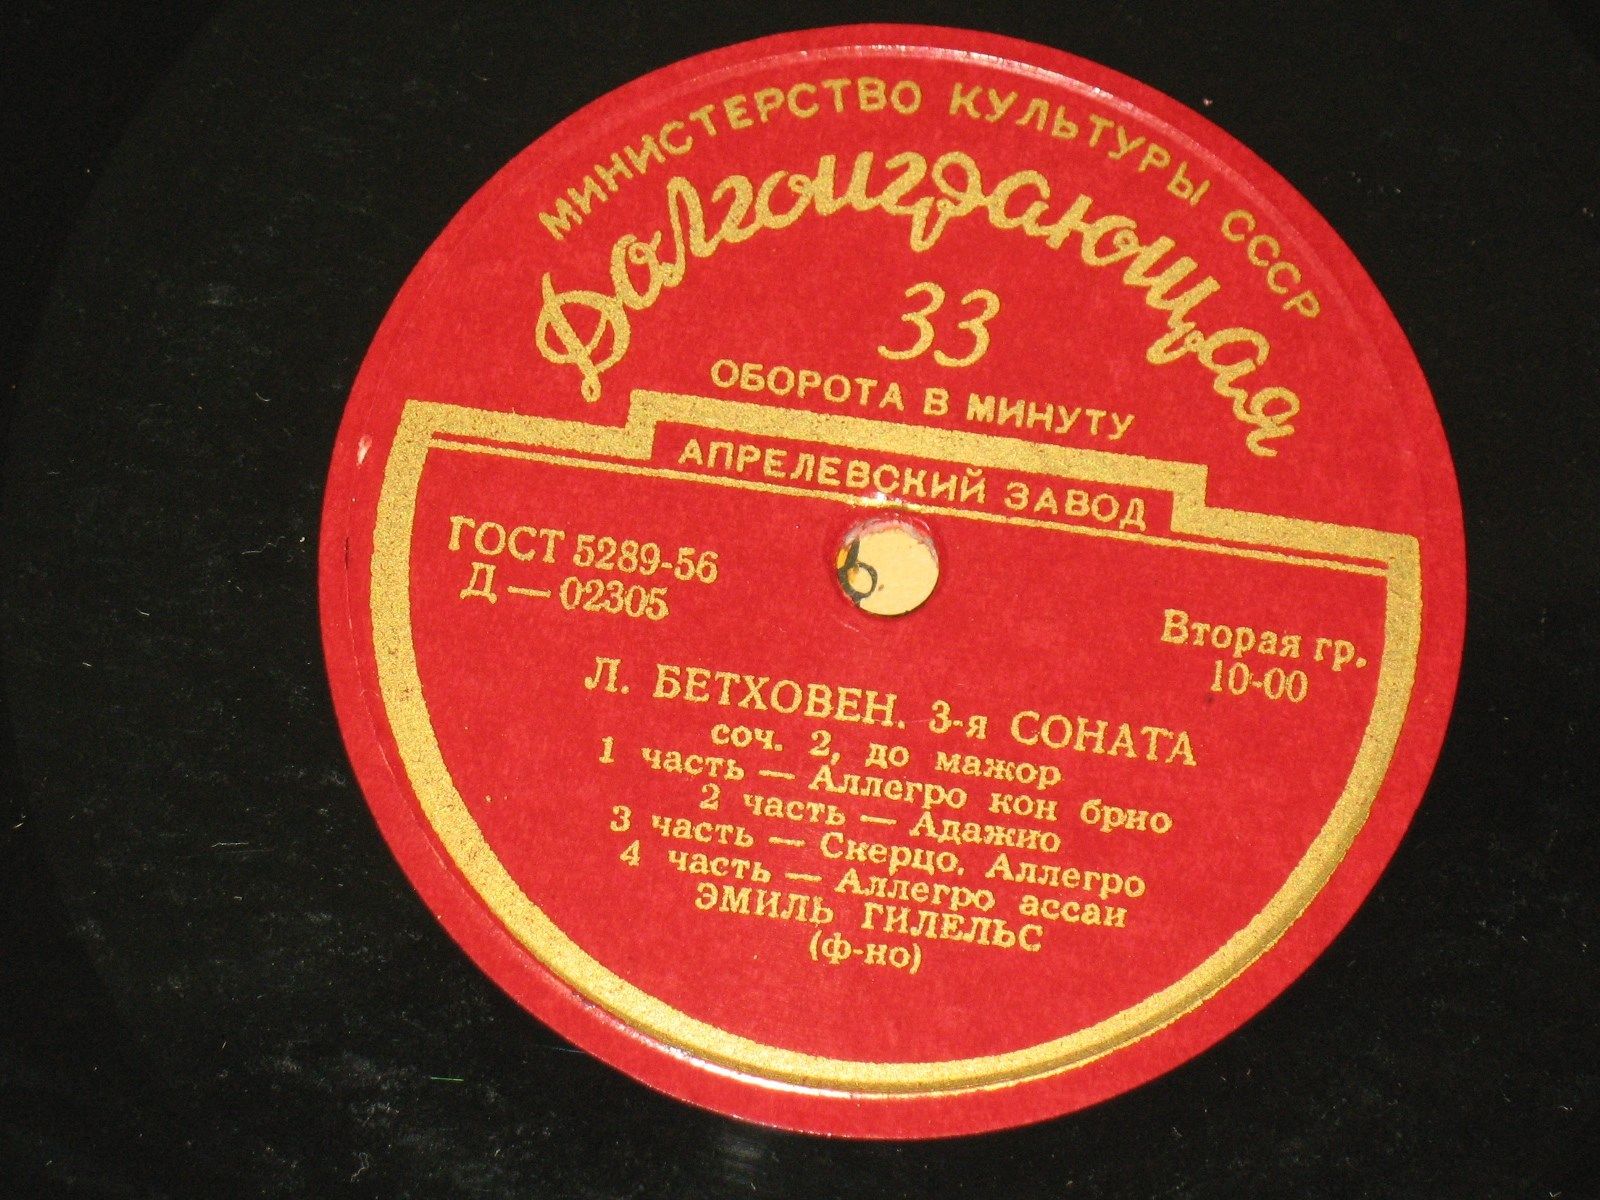 МИНИСТЕРСТВО КУЛЬТУРЫ СССР
Долгоиграющая
33
ОБОРОТА В МИНУТУ
АПРЕЛЕВСКИЙ ЗАВОД
ГОСТ 5289-56
Д — 02305
Вторая гр.
10-00
Л. БЕТХОВЕН. 3-я СОНАТА
соч. 2, до мажор
1 часть — Аллегро кон брио
2 часть — Адажио
3 часть — Скерцо. Аллегро
4 часть — Аллегро ассаи
ЭМИЛЬ ГИЛЕЛЬС
(ф-но)